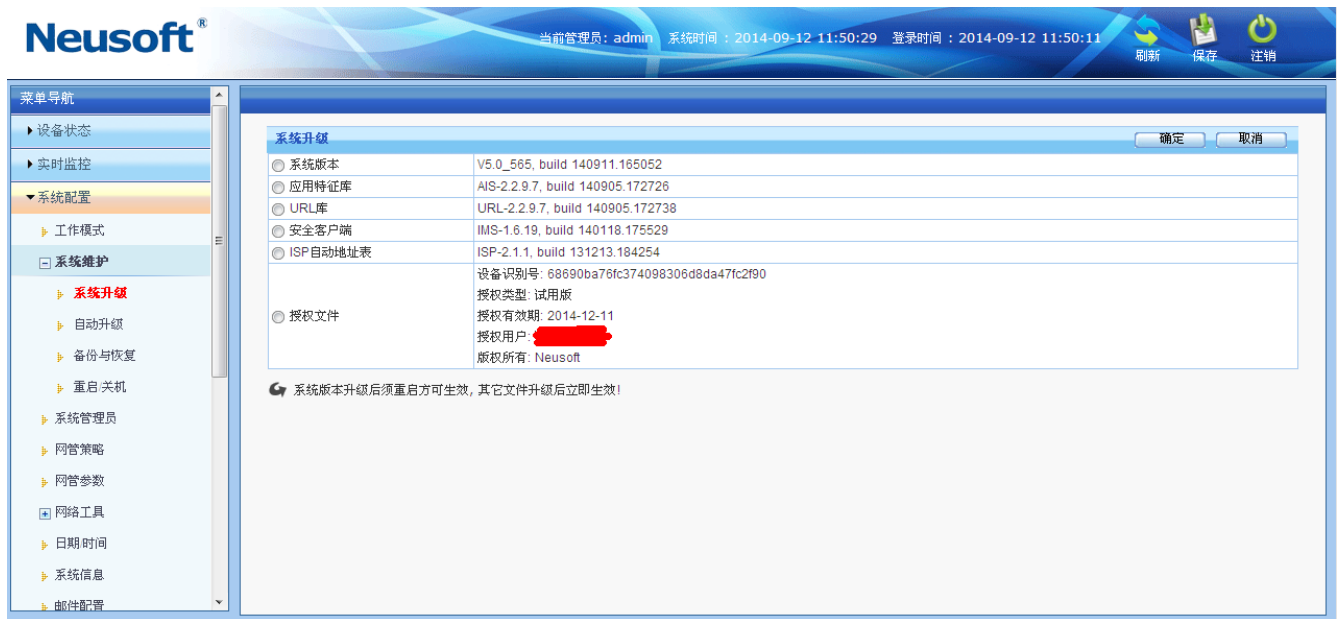 Neusoft®
当前管理员: admin 系统时间 : 2014-09-12 11:50:29 登录时间 : 2014-09-12 11:50:11
刷新 保存 注销
菜单导航
设备状态
实时监控
系统配置
工作模式
系统维护
系统升级
自动升级
备份与恢复
重启/关机
系统管理员
网管策略
网管参数
网络工具
日期/时间
系统信息
邮件配置
系统升级 确定 取消
系统版本 V5.0_565, build 140911.165052
应用特征库 AIS-2.2.9.7, build 140905.172726
URL库 URL-2.2.9.7, build 140905.172738
安全客户端 IMS-1.6.19, build 140118.175529
ISP自动地址表 ISP-2.1.1, build 131213.184254
授权文件
设备识别号: 68690ba76fc374098306d8da47fc2f90
授权类型: 试用版
授权有效期: 2014-12-11
授权用户:
版权所有: Neusoft
系统版本升级后须重启方可生效, 其它文件升级后立即生效!